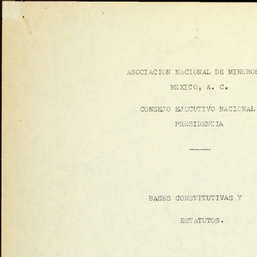 ASOCIACION NACIONAL DE MINEROS
MEXICO, A. C.
CONSEJO EJECUTIVO NACIONAL
PRESIDENCIA
BASES CONSTITUTIVAS Y
ESTATUTOS.